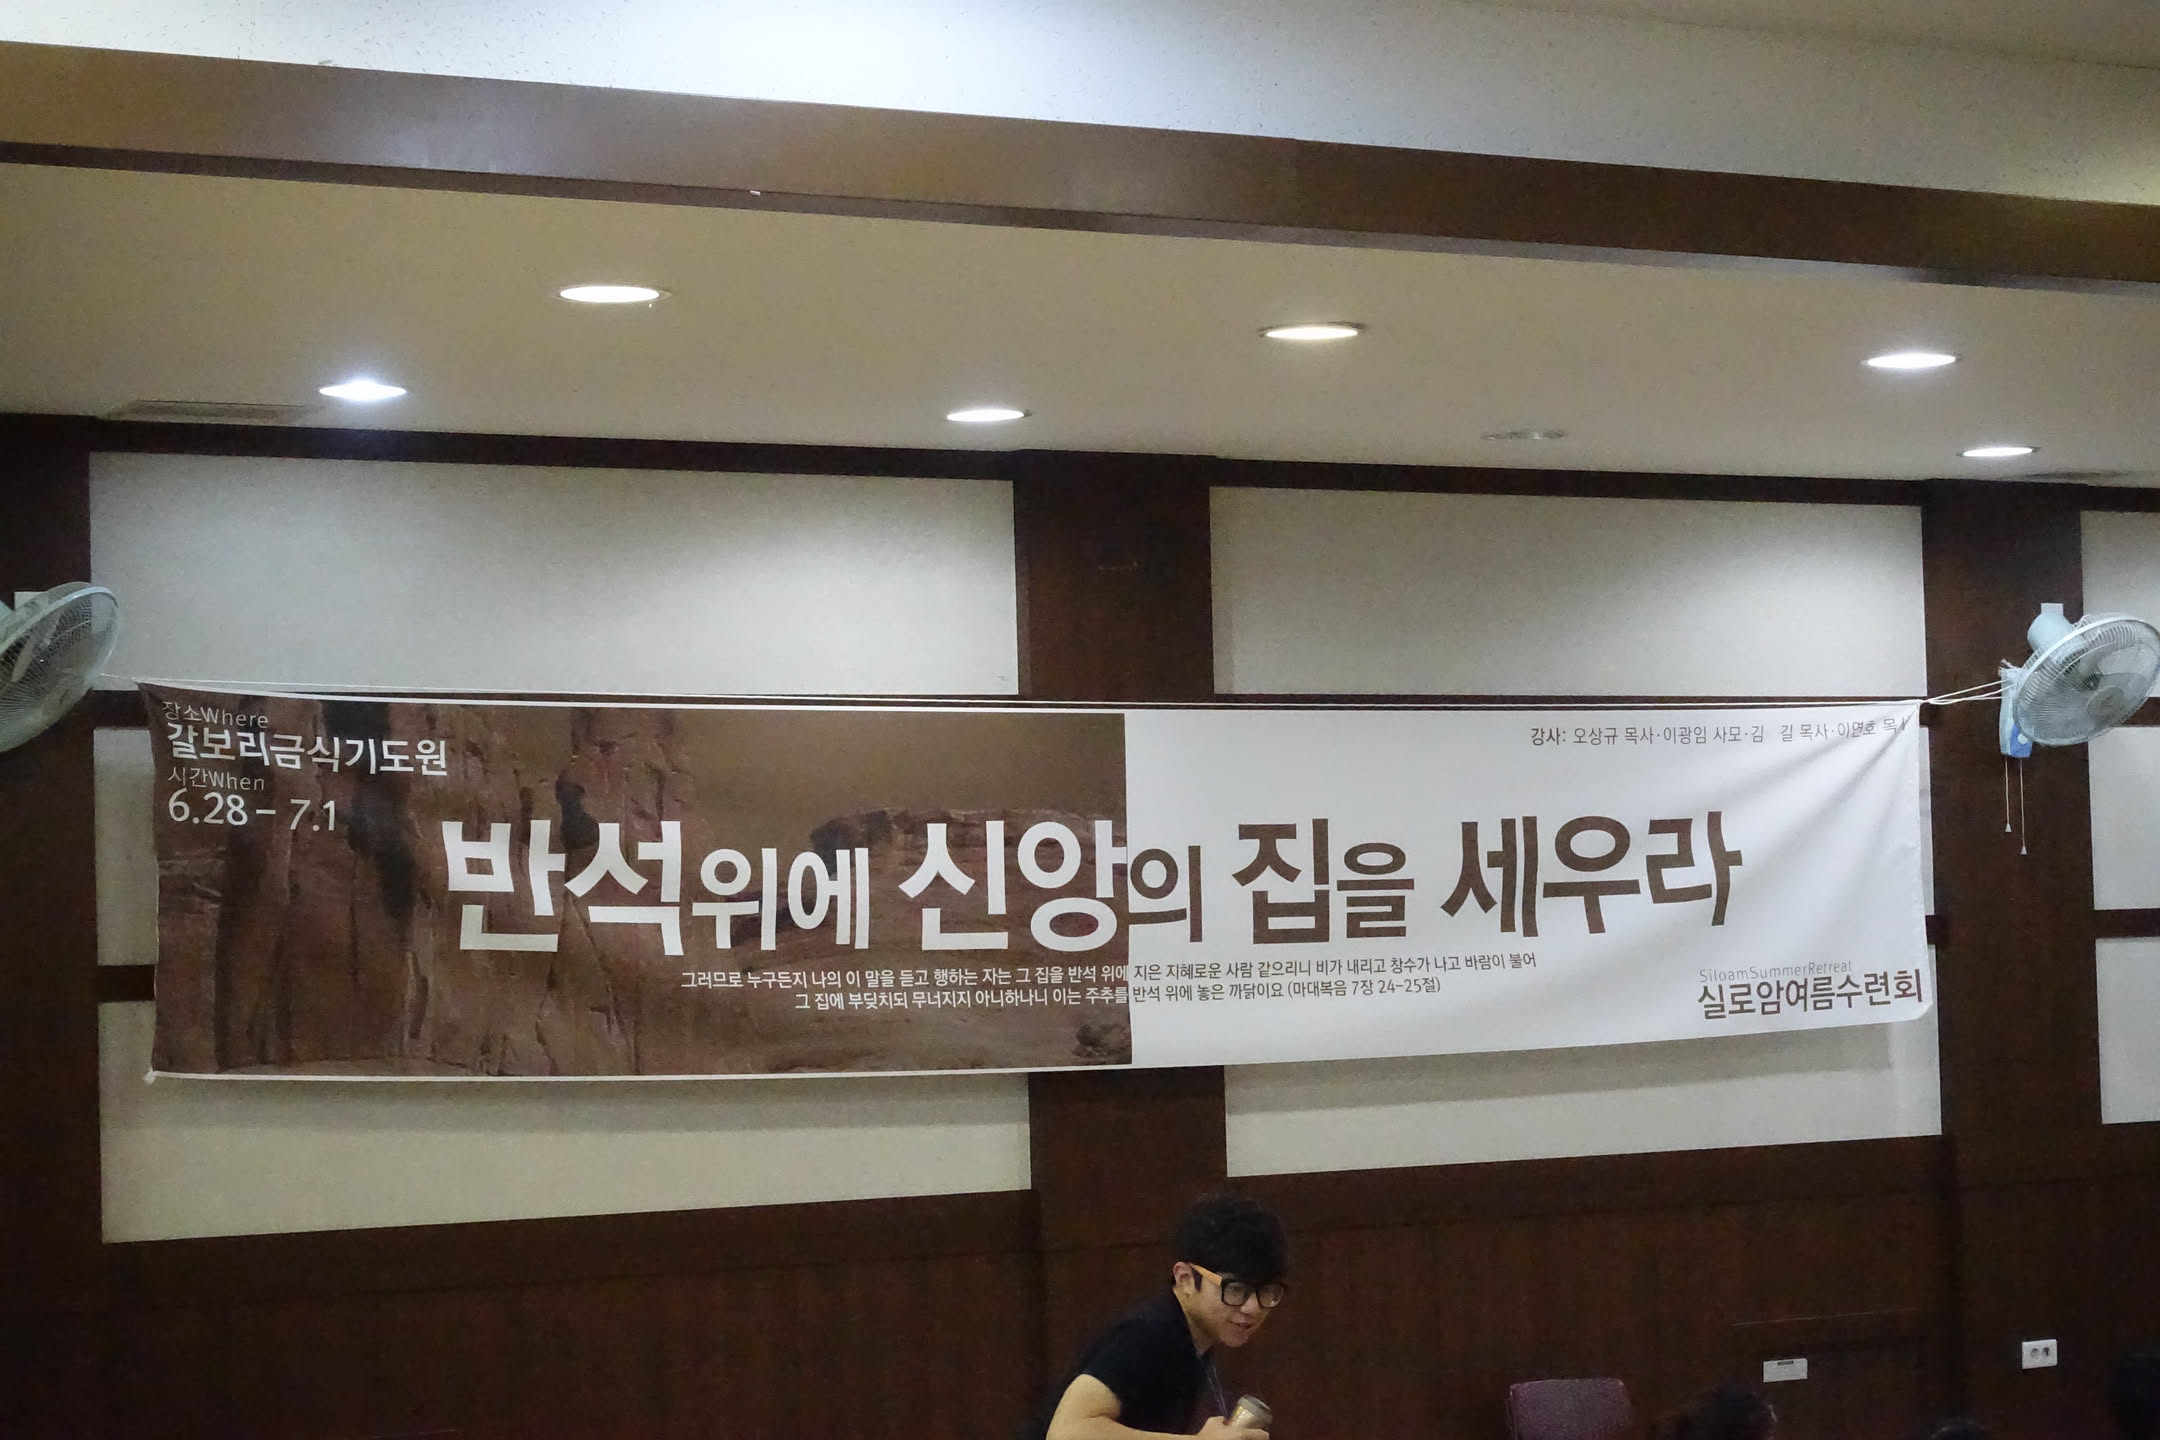 장소Where
갈보리금식기도원
시간When
6.28 - 7.1
강사: 오상규 목사·이광임 사모·김 길 목사·이연호 목사
반석위에 신앙의 집을 세우라
그러므로 누구든지 나의 이 말을 듣고 행하는 자는 그 집을 반석 위에 지은 지혜로운 사람 같으리니 비가 내리고 창수가 나고 바람이 불어
그 집에 부딪치되 무너지지 아니하나니 이는 주추를 반석 위에 놓은 까닭이요 (마태복음 7장 24-25절)
SiloamSummerRetreat
실로암여름수련회